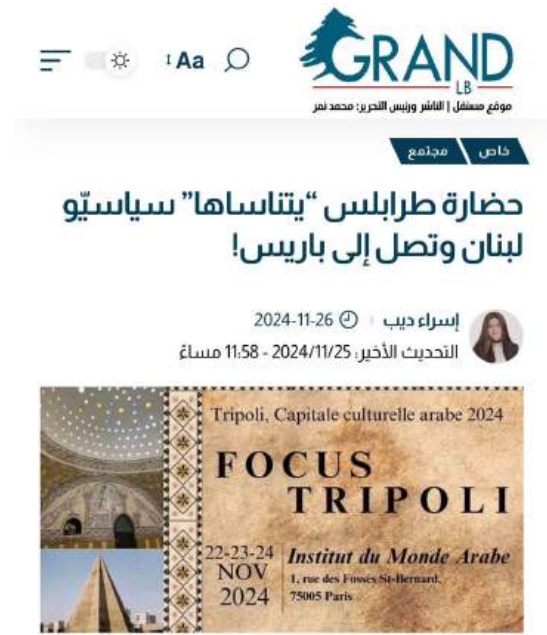 GRAND
LB
موقع مستقل | الناشر ورئيس التحرير: محمد نمر
Aa
خاص
مجتمع
حضارة طرابلس “يتناساها” سياسيّو
لبنان وتصل إلى باريس!
إسراء ديب
2024-11-26
التحديث الأخير: 2024/11/25 - 11:58 مساءً
Tripoli, Capitale culturelle arabe 2024
FOCUS
TRIPOLI
22-23-24
NOV
2024
Institut du Monde Arabe
1, rue des Fossés St-Bernard,
75005 Paris